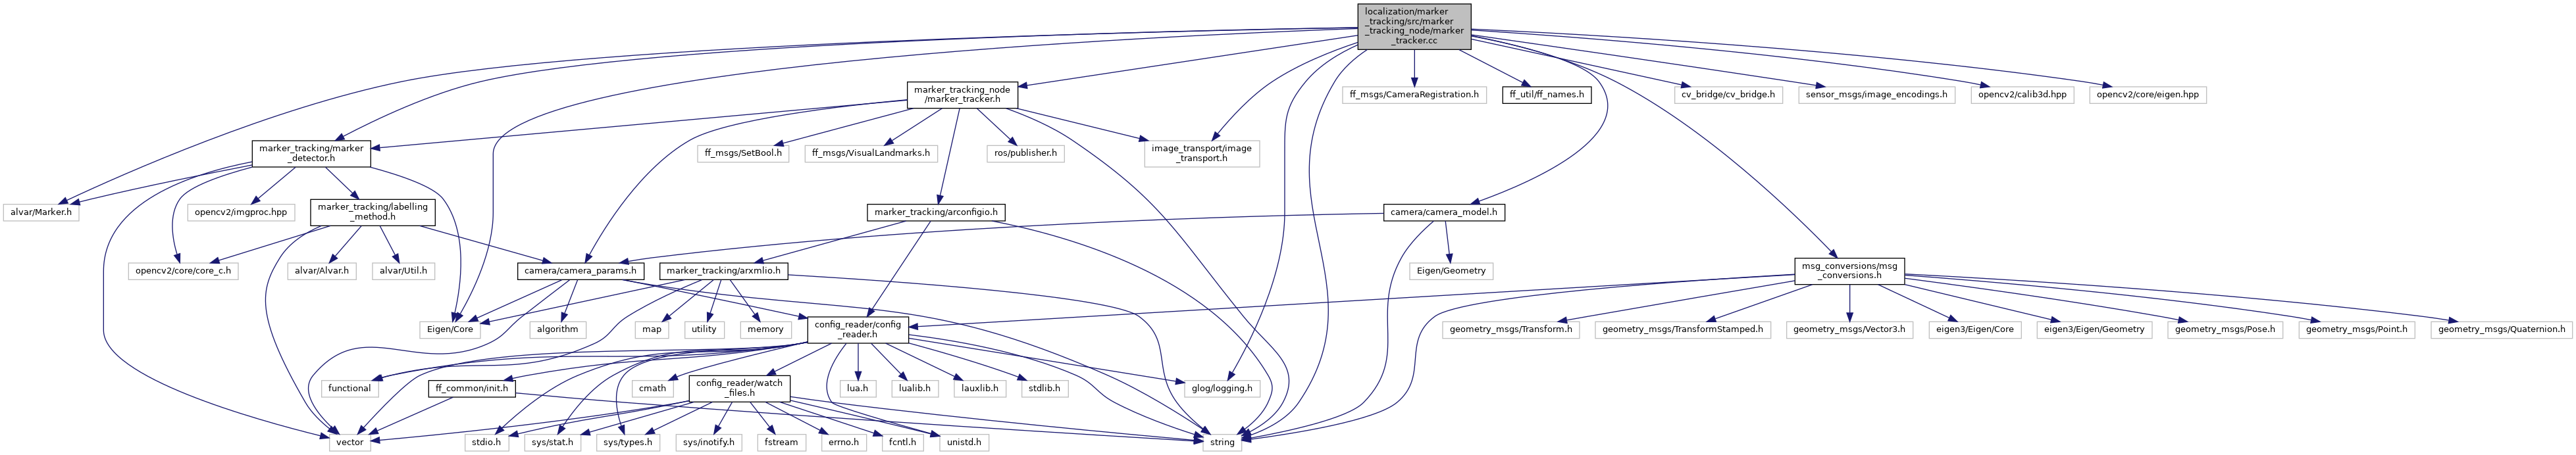 localization/marker
_tracking/src/marker
_tracking_node/marker
_tracker.cc
marker_tracking_node
/marker_tracker.h
ff_msgs/CameraRegistration.h
ff_util/ff_names.h
cv_bridge/cv_bridge.h
sensor_msgs/image_encodings.h
opencv2/calib3d.hpp
opencv2/core/eigen.hpp
marker_tracking/marker
_detector.h
ff_msgs/SetBool.h
ff_msgs/VisualLandmarks.h
ros/publisher.h
image_transport/image
_transport.h
alvar/Marker.h
opencv2/imgproc.hpp
marker_tracking/labelling
_method.h
marker_tracking/arconfigio.h
camera/camera_model.h
opencv2/core/core_c.h
alvar/Alvar.h
alvar/Util.h
camera/camera_params.h
marker_tracking/arxmlio.h
Eigen/Geometry
msg_conversions/msg
_conversions.h
Eigen/Core
algorithm
map
utility
memory
config_reader/config
_reader.h
geometry_msgs/Transform.h
geometry_msgs/TransformStamped.h
geometry_msgs/Vector3.h
eigen3/Eigen/Core
eigen3/Eigen/Geometry
geometry_msgs/Pose.h
geometry_msgs/Point.h
geometry_msgs/Quaternion.h
functional
ff_common/init.h
cmath
config_reader/watch
_files.h
lua.h
lualib.h
lauxlib.h
stdlib.h
glog/logging.h
vector
stdio.h
sys/stat.h
sys/types.h
sys/inotify.h
fstream
errno.h
fcntl.h
unistd.h
string